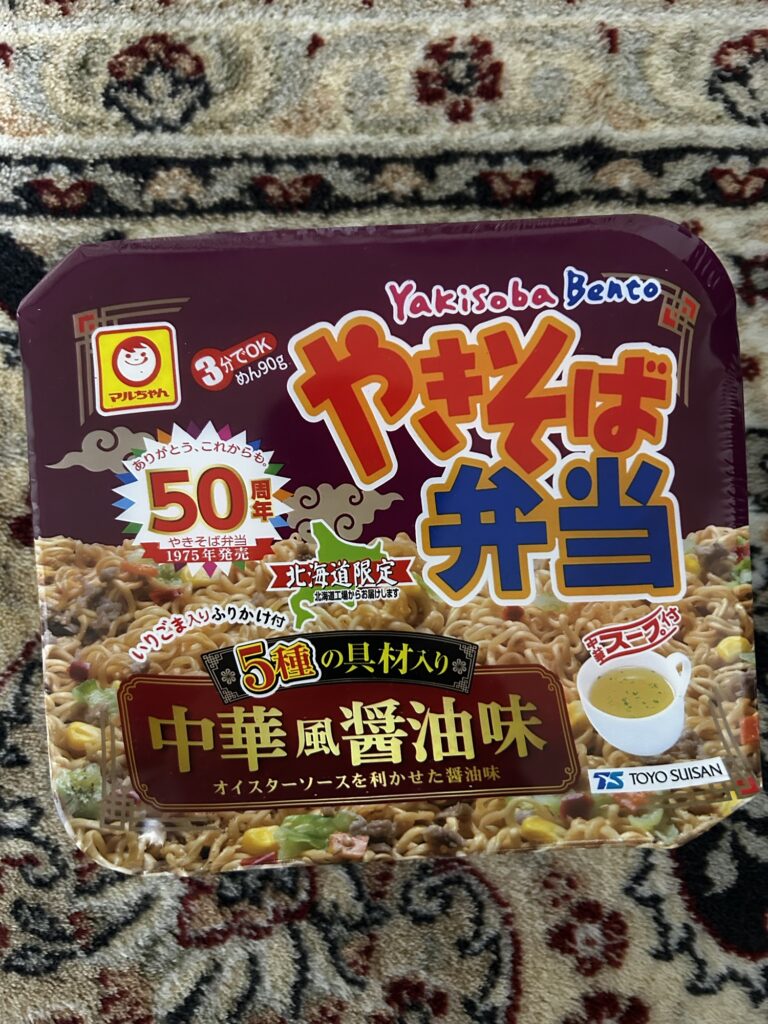 Yakisoba Bento
やきそば
弁当
マルちゃん
3分でOK
めん90g
ありがとう、これからも。
50周年
やきそば弁当
1975年発売
北海道限定
北海道工場からお届けします
いりごま入りふりかけ付
5種の具材入り
中華風醤油味
オイスターソースを利かせた醤油味
中華スープ付
TS TOYO SUISAN